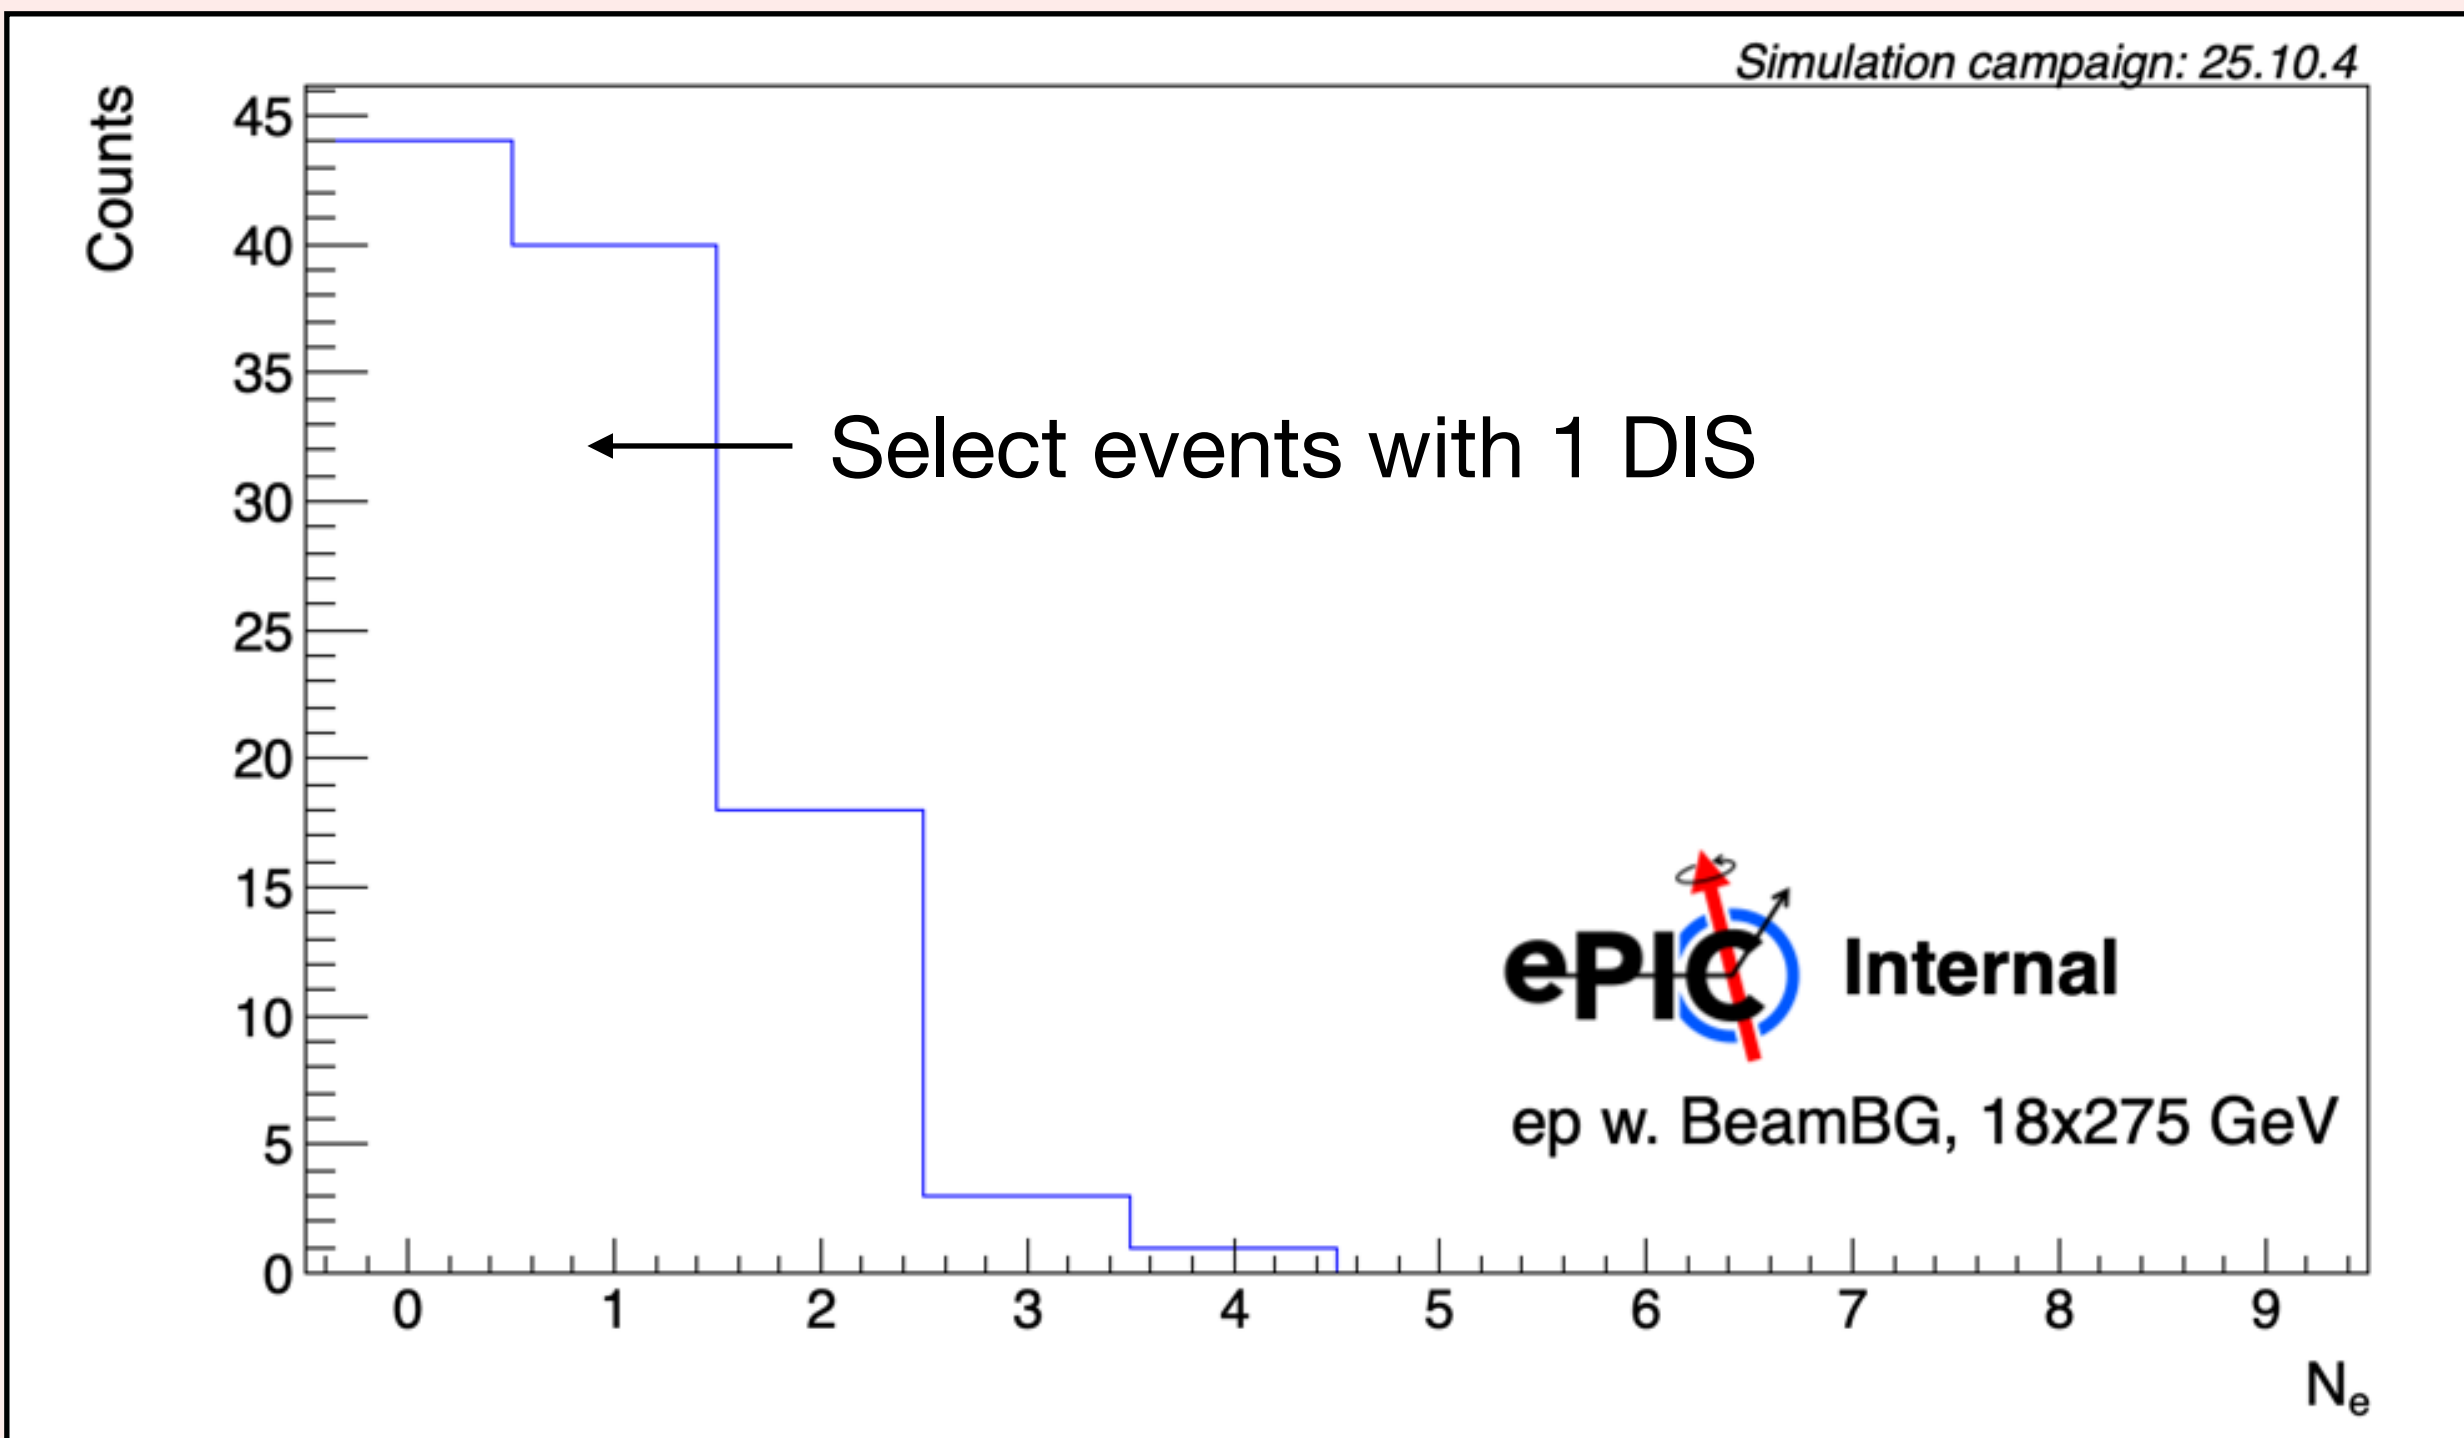 Simulation campaign: 25.10.4
Counts
45
40
35
30
25
20
15
10
5
0
Select events with 1 DIS
ePIC Internal
ep w. BeamBG, 18x275 GeV
0 1 2 3 4 5 6 7 8 9
Ne